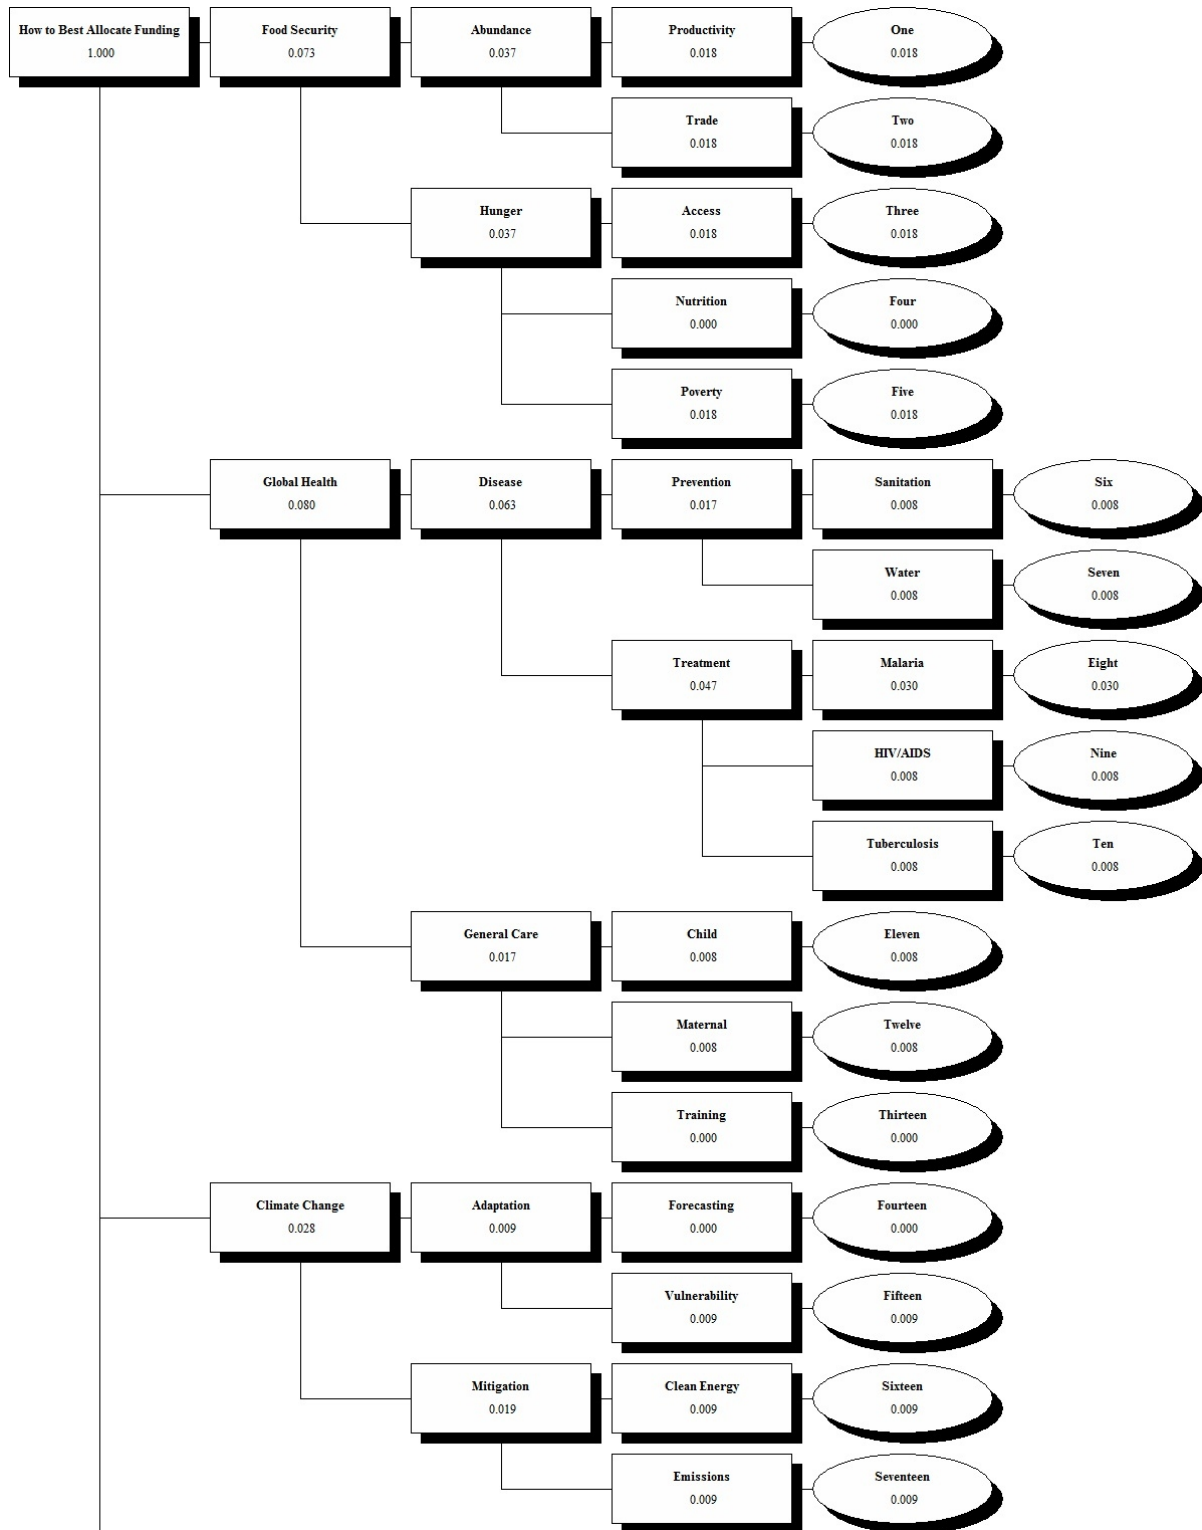 How to Best Allocate Funding
1.000
Food Security
0.073
Abundance
0.037
Productivity
0.018
One
0.018
Trade
0.018
Two
0.018
Hunger
0.037
Access
0.018
Three
0.018
Nutrition
0.000
Four
0.000
Poverty
0.018
Five
0.018
Global Health
0.080
Disease
0.063
Prevention
0.017
Sanitation
0.008
Six
0.008
Water
0.008
Seven
0.008
Treatment
0.047
Malaria
0.030
Eight
0.030
HIV/AIDS
0.008
Nine
0.008
Tuberculosis
0.008
Ten
0.008
General Care
0.017
Child
0.008
Eleven
0.008
Maternal
0.008
Twelve
0.008
Training
0.000
Thirteen
0.000
Climate Change
0.028
Adaptation
0.009
Forecasting
0.000
Fourteen
0.000
Vulnerability
0.009
Fifteen
0.009
Mitigation
0.019
Clean Energy
0.009
Sixteen
0.009
Emissions
0.009
Seventeen
0.009